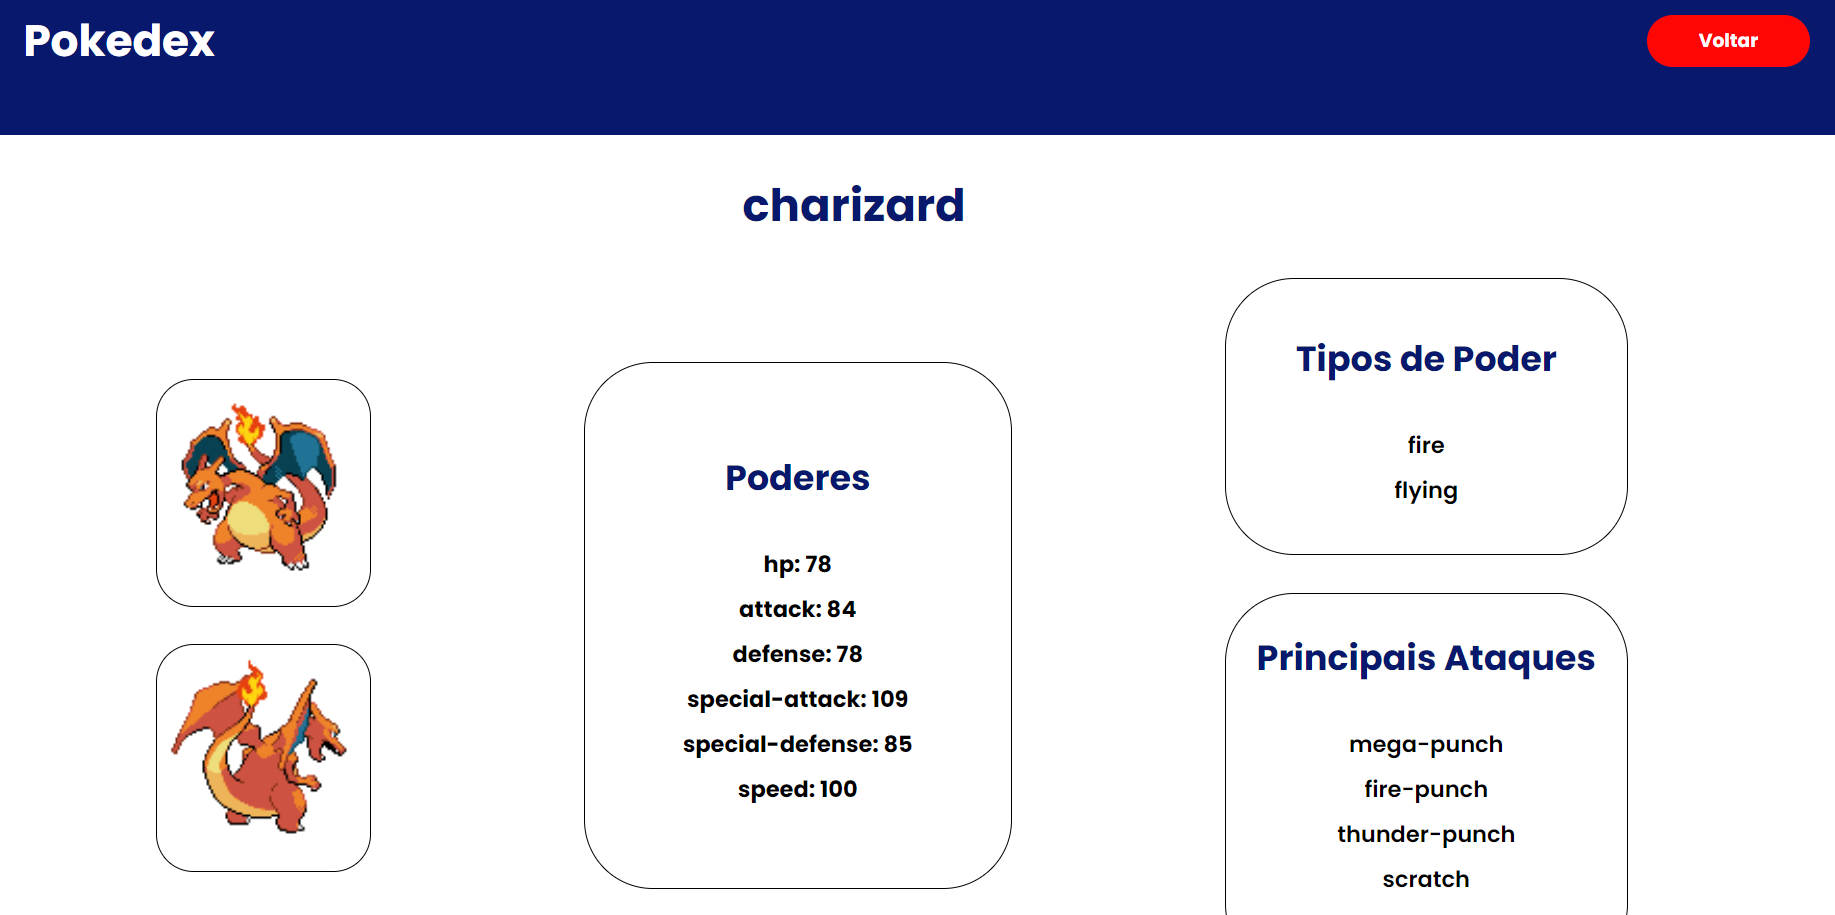 Pokedex
Voltar
charizard
Poderes
hp: 78
attack: 84
defense: 78
special-attack: 109
special-defense: 85
speed: 100
Tipos de Poder
fire
flying
Principais Ataques
mega-punch
fire-punch
thunder-punch
scratch